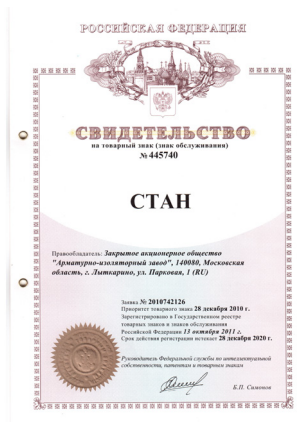 РОССИЙСКАЯ ФЕДЕРАЦИЯ
СВИДЕТЕЛЬСТВО
на товарный знак (знак обслуживания)
№ 445740
СТАН
Правообладатель: Закрытое акционерное общество
"Арматурно-изоляторный завод", 140080, Московская
область, г. Лыткарино, ул. Парковая, 1 (RU)
Заявка № 2010742126
Приоритет товарного знака 28 декабря 2010 г.
Зарегистрировано в Государственном реестре
товарных знаков и знаков обслуживания
Российской Федерации 13 октября 2011 г.
Срок действия регистрации истекает 28 декабря 2020 г.
Руководитель Федеральной службы по интеллектуальной
собственности, патентам и товарным знакам
Б.П. Симонов